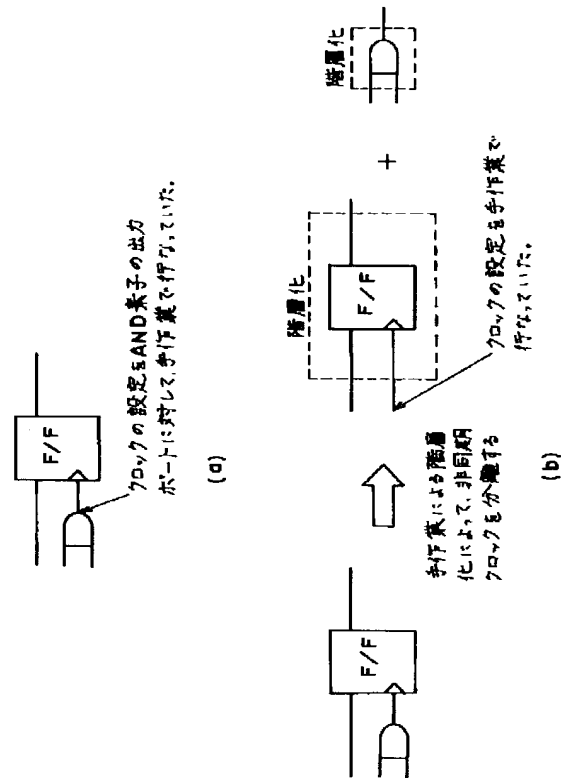 F/F
クロックの設定をAND素子の出力
ポートに対して、手作業で行なっていた。
(a)
F/F
手作業による階層
化によって、非同期
クロックを分離する
階層化
F/F
クロックの設定を手作業で
行なっていた。
+
階層化
(b)